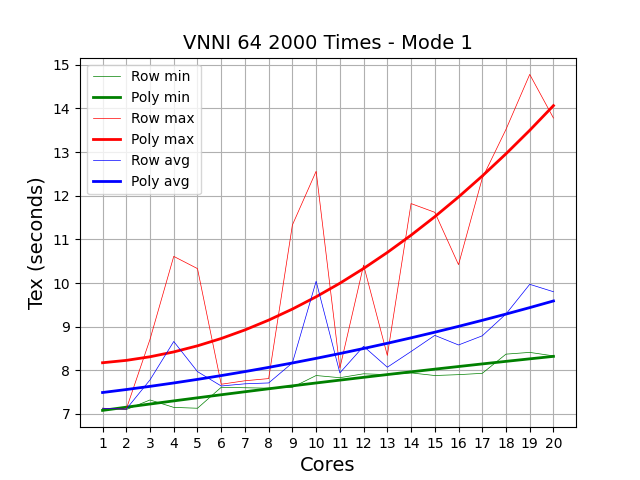 VNNI 64 2000 Times - Mode 1
Tex (seconds)
15
14
13
12
11
10
9
8
7
Row min
Poly min
Row max
Poly max
Row avg
Poly avg
1 2 3 4 5 6 7 8 9 10 11 12 13 14 15 16 17 18 19 20
Cores